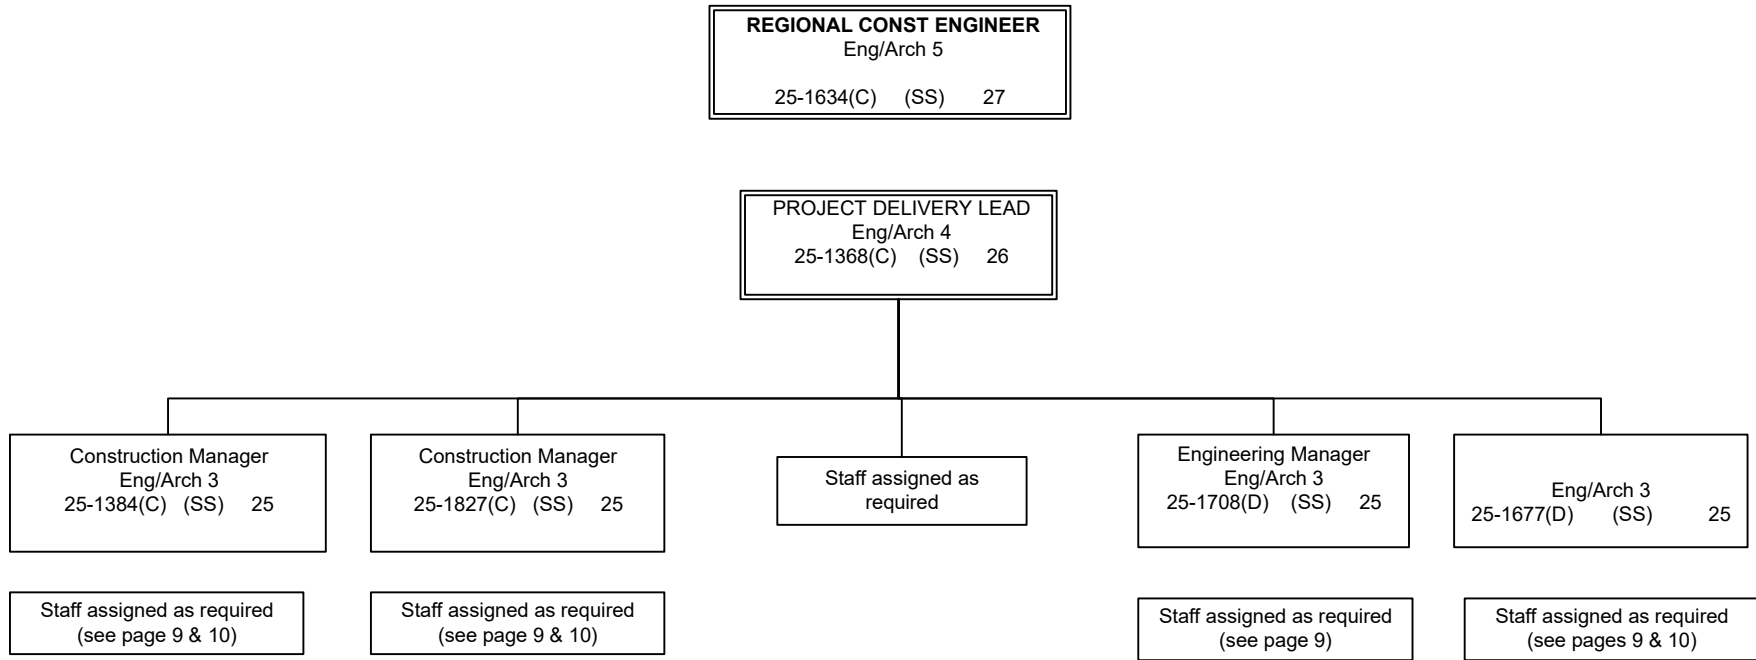 REGIONAL CONST ENGINEER
Eng/Arch 5
25-1634(C) (SS) 27
PROJECT DELIVERY LEAD
Eng/Arch 4
25-1368(C) (SS) 26
Construction Manager
Eng/Arch 3
25-1384(C) (SS) 25
Construction Manager
Eng/Arch 3
25-1827(C) (SS) 25
Staff assigned as
required
Engineering Manager
Eng/Arch 3
25-1708(D) (SS) 25
Eng/Arch 3
25-1677(D) (SS) 25
Staff assigned as required
(see page 9 & 10)
Staff assigned as required
(see page 9 & 10)
Staff assigned as required
(see page 9)
Staff assigned as required
(see pages 9 & 10)